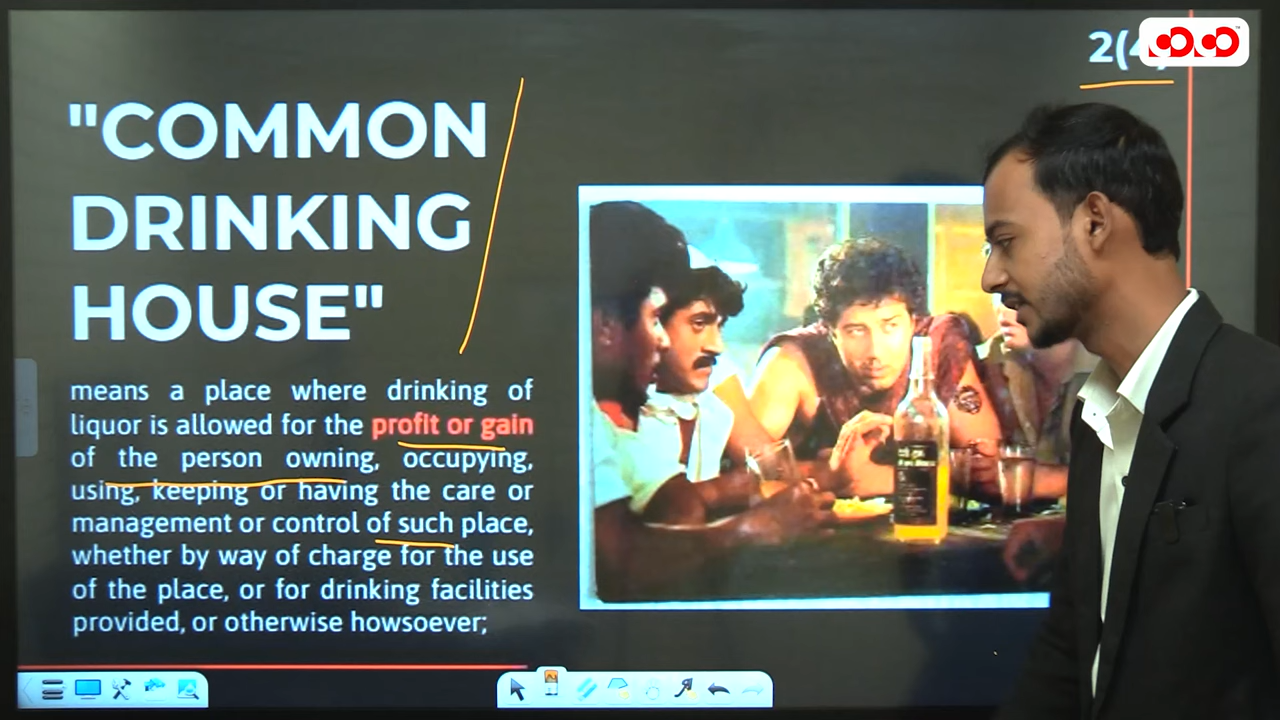 2(4)
"COMMON
DRINKING
HOUSE"
means a place where drinking of
liquor is allowed for the profit or gain
of the person owning, occupying,
using, keeping or having the care or
management or control of such place,
whether by way of charge for the use
of the place, or for drinking facilities
provided, or otherwise howsoever;